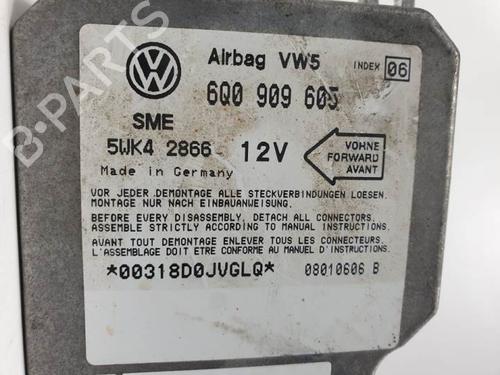 Airbag VW5
INDEX 06
6Q0 909 605
SME
5WK4 2866 12V
VORNE
FORWARD
AVANT
Made in Germany
VOR JEDER DEMONTAGE ALLE STECKVERBINDUNGEN LOESEN.
MONTAGE NUR NACH EINBAUANWEISUNG.
BEFORE EVERY DISASSEMBLY, DETACH ALL CONNECTORS.
ASSEMBLE STRICTLY ACCORDING TO MANUAL INSTRUCTIONS
AVANT TOUT DEMONTAGE ENLEVER TOUS LES CONNECTEURS.
L'ASSEMBLAGE DOIT ETRE CONFORME AU MANUEL D'INSTRUCTIONS.
*00318D0JVGLQ* 08010606 B